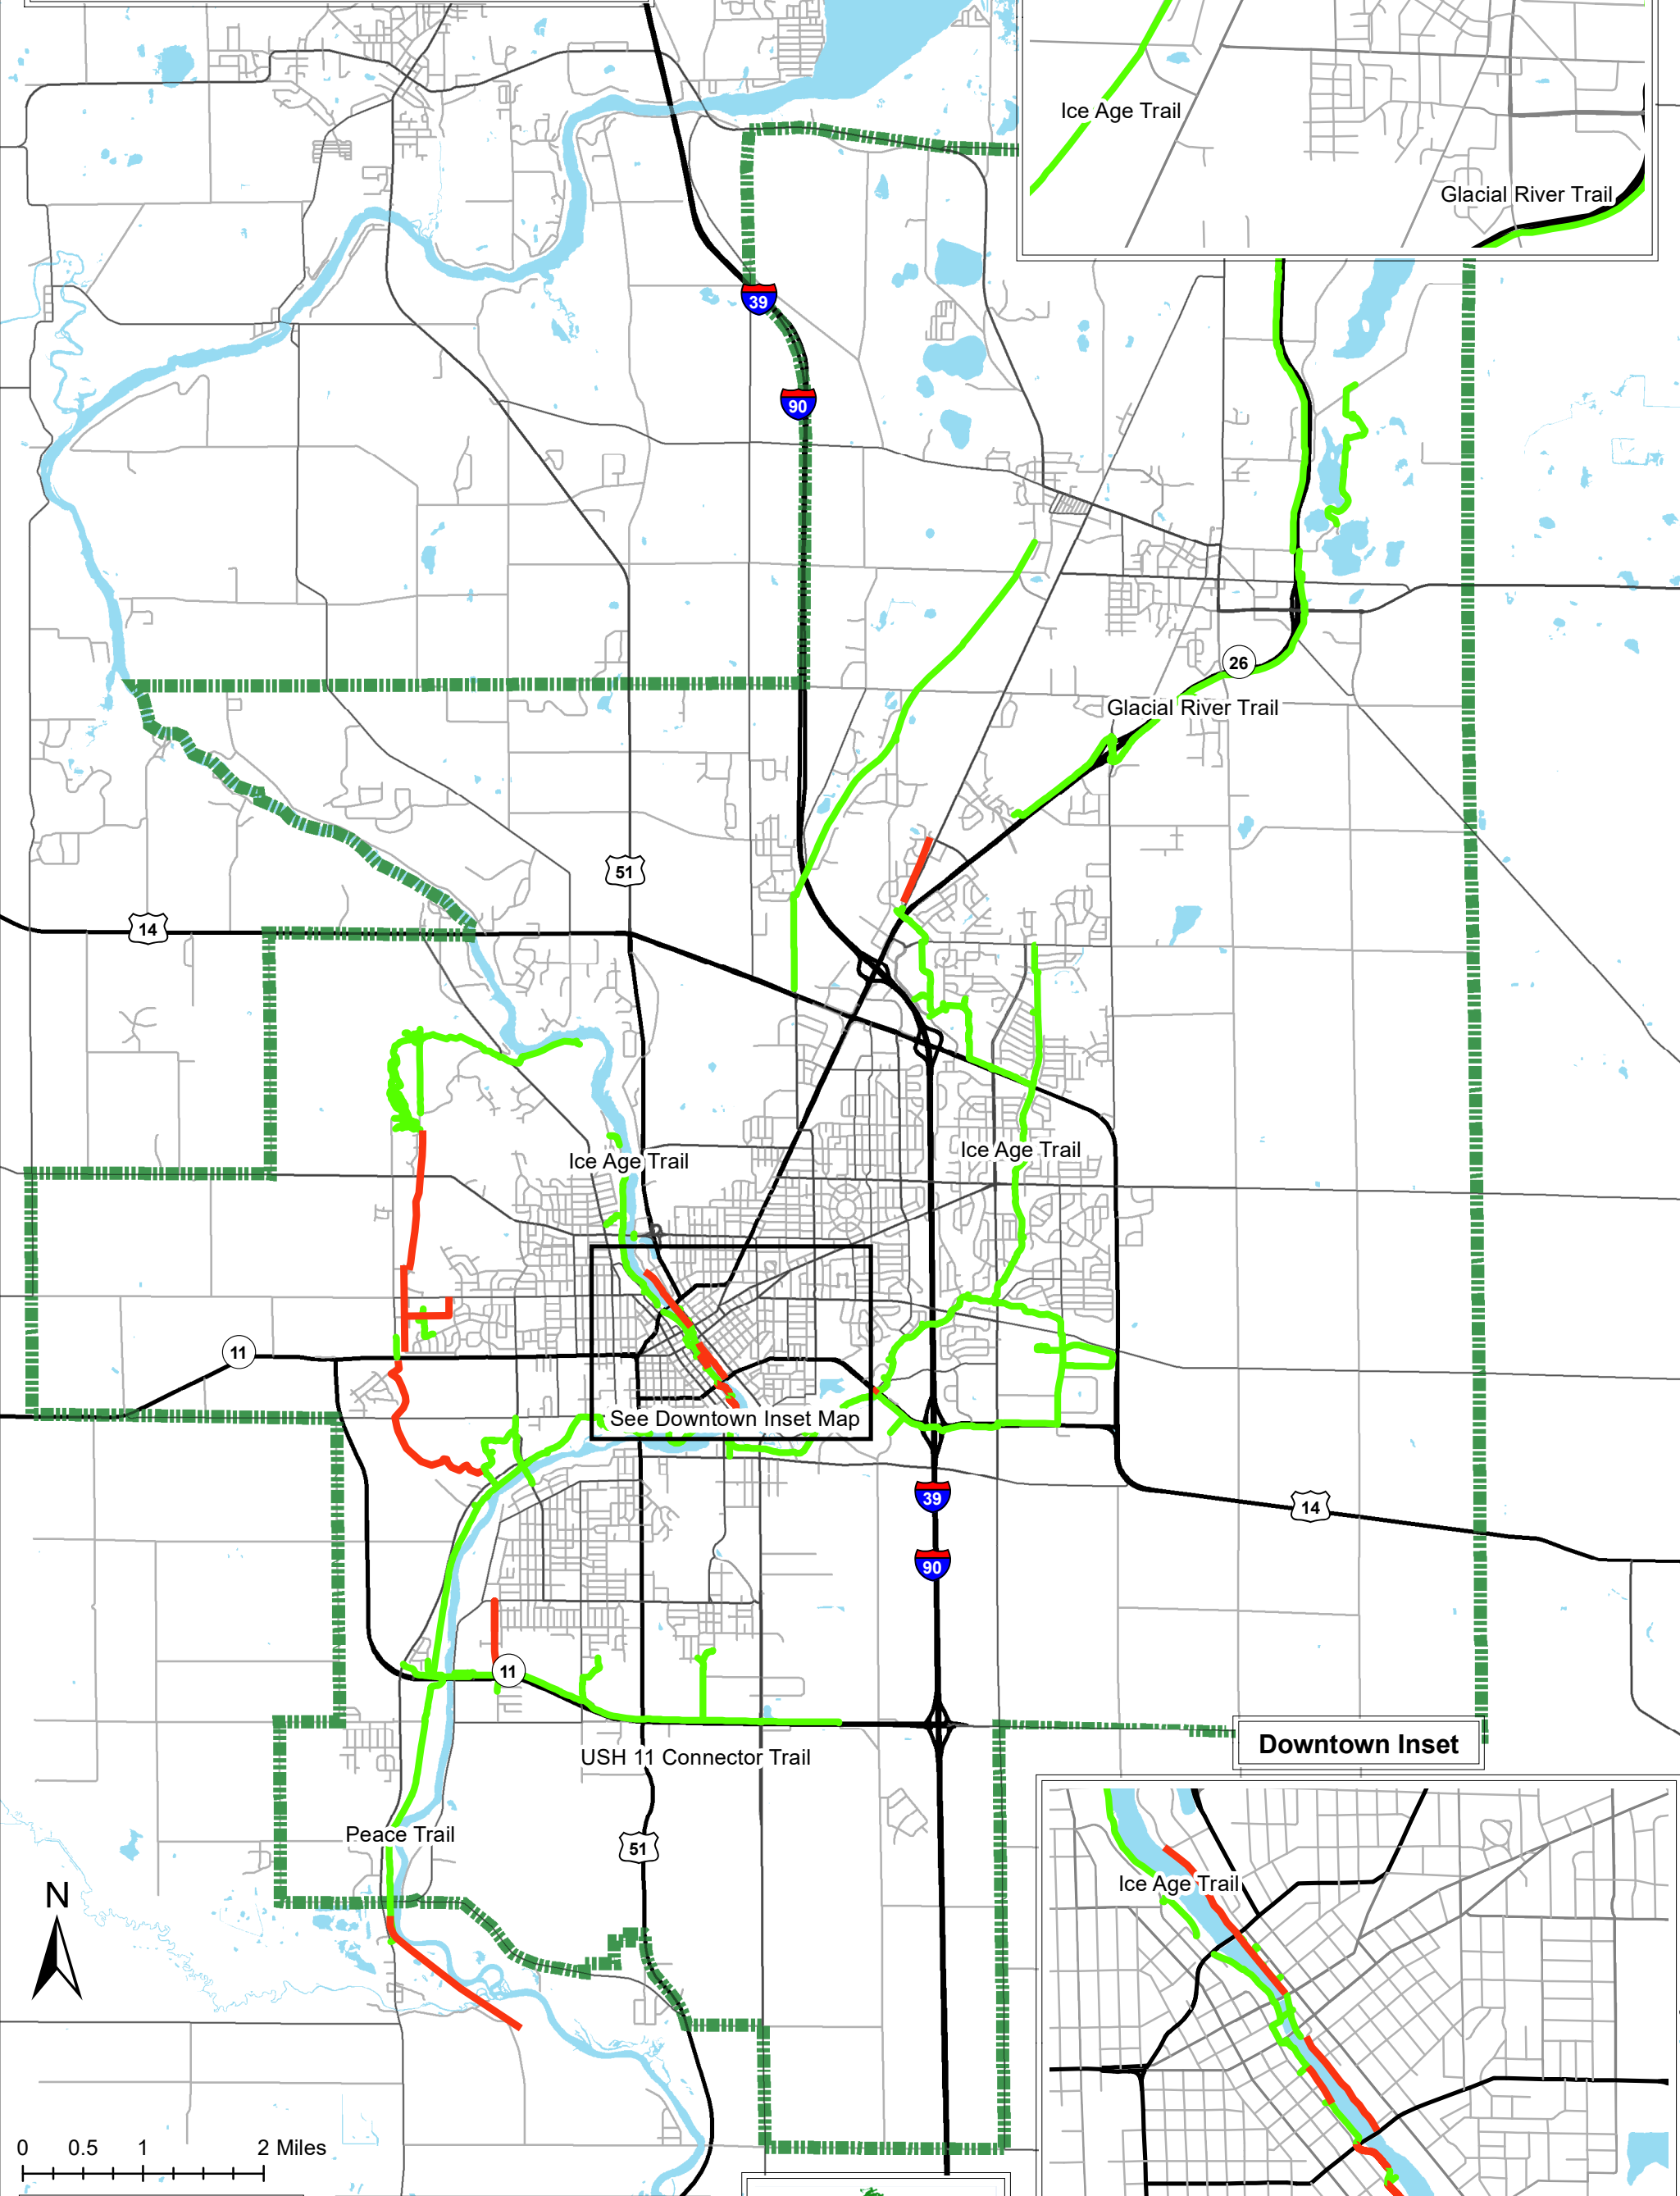 Ice Age Trail
Glacial River Trail
39
90
26
Glacial River Trail
51
14
Ice Age Trail
Ice Age Trail
11
See Downtown Inset Map
39
14
90
11
Downtown Inset
USH 11 Connector Trail
Peace Trail
51
N
Ice Age Trail
0 0.5 1 2 Miles